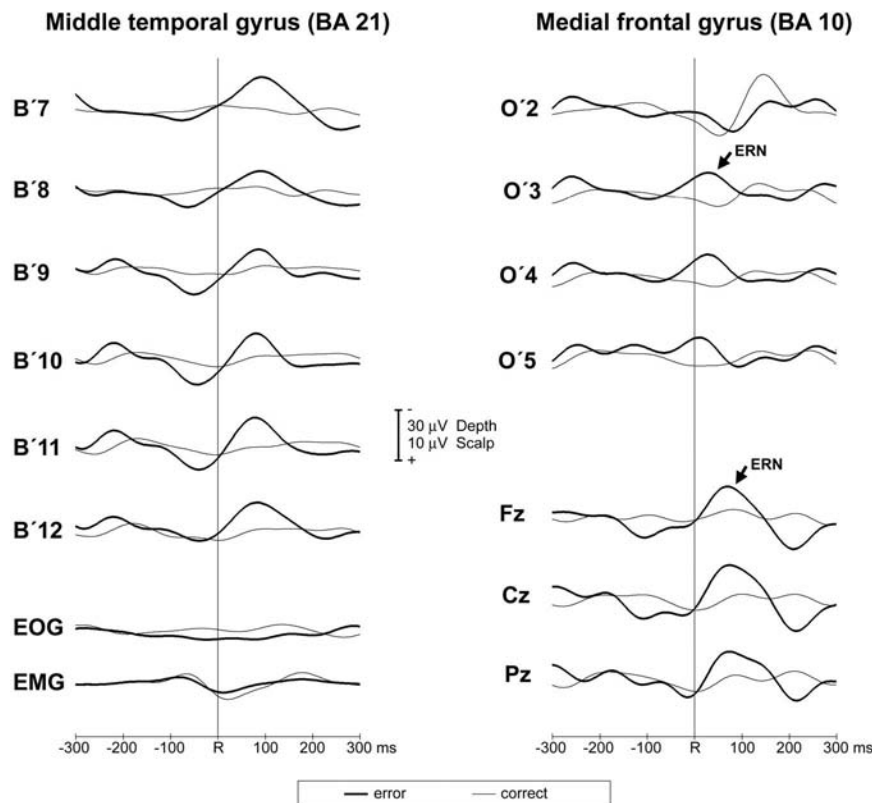 Middle temporal gyrus (BA 21)
B´7
B´8
B´9
B´10
B´11
B´12
EOG
EMG
-300 -200 -100 R 100 200 300 ms
-
30 µV Depth
10 µV Scalp
+
Medial frontal gyrus (BA 10)
O´2
ERN
O´3
O´4
O´5
ERN
Fz
Cz
Pz
-300 -200 -100 R 100 200 300 ms
error correct